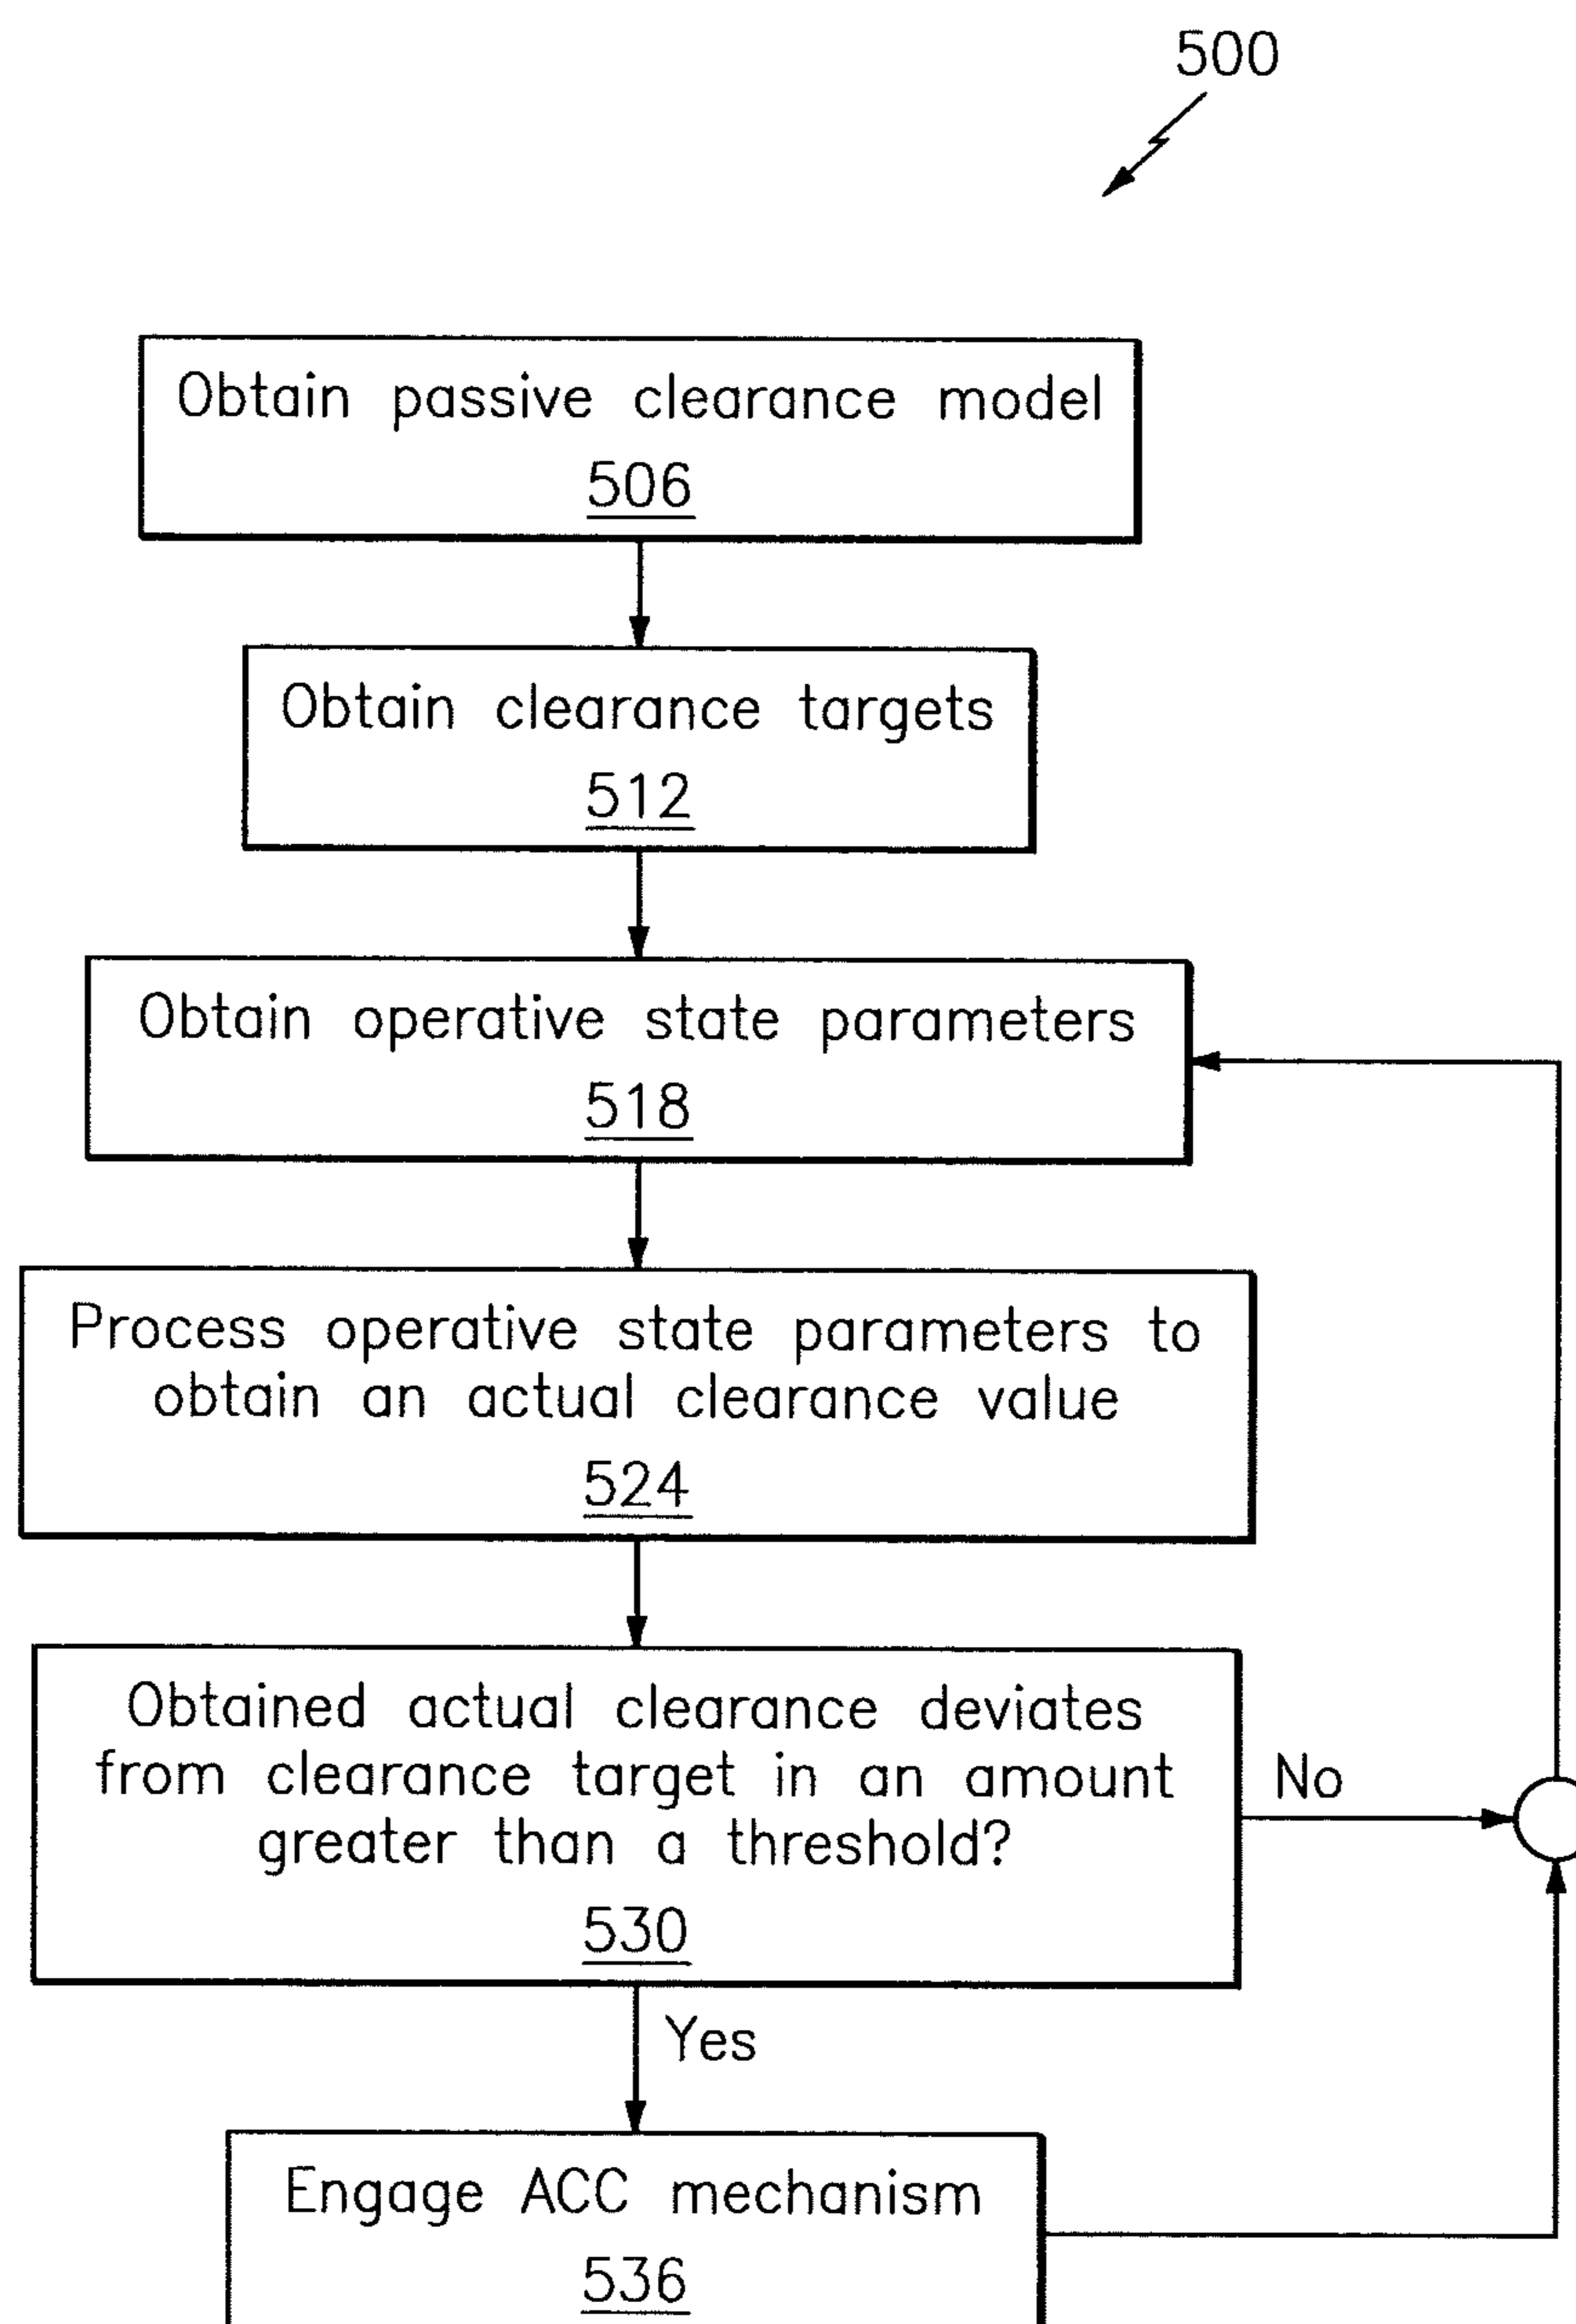 500
Obtain passive clearance model
506
Obtain clearance targets
512
Obtain operative state parameters
518
Process operative state parameters to
obtain an actual clearance value
524
Obtained actual clearance deviates
from clearance target in an amount
greater than a threshold?
530
No
Yes
Engage ACC mechanism
536